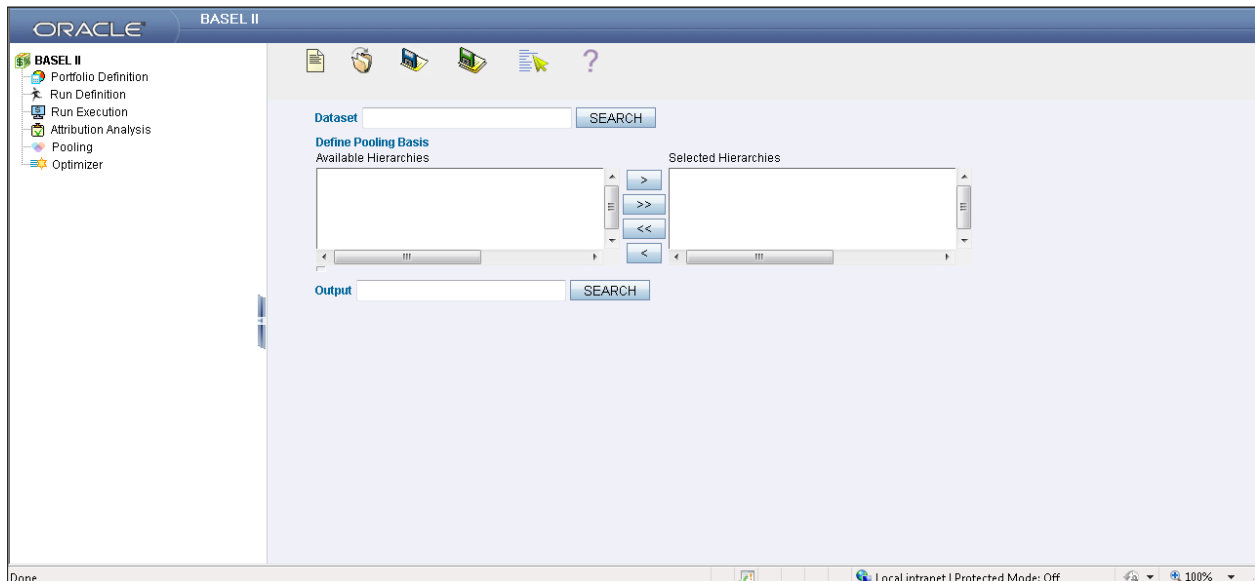 ORACLE
BASEL II
BASEL II
Portfolio Definition
Run Definition
Run Execution
Attribution Analysis
Pooling
Optimizer
?
Dataset
SEARCH
Define Pooling Basis
Available Hierarchies
Selected Hierarchies
>
>>
<<
<
Output
SEARCH
Done
Local intranet | Protected Mode: Off
100%